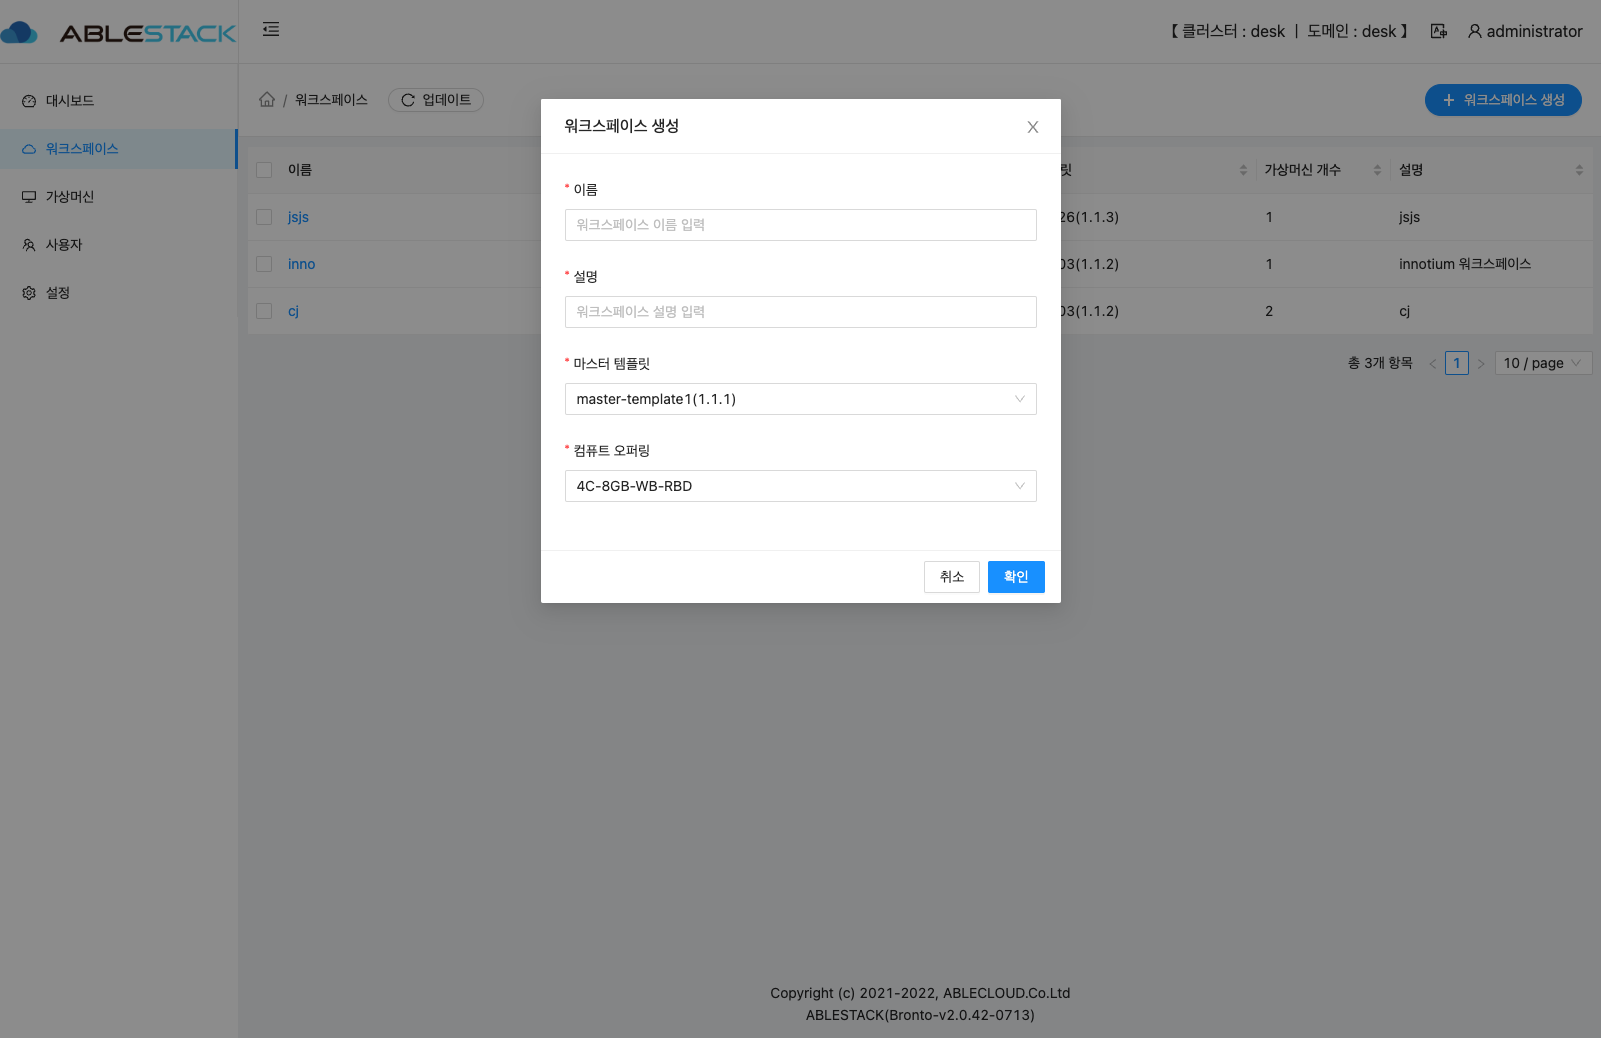 ABLESTACK
【 클러스터 : desk ㅣ 도메인 : desk 】
administrator
대시보드
워크스페이스
가상머신
사용자
설정
/ 워크스페이스
업데이트
+ 워크스페이스 생성
이름
릿
가상머신 개수
설명
jsjs
26(1.1.3)
1
jsjs
inno
03(1.1.2)
1
innotium 워크스페이스
cj
03(1.1.2)
2
cj
총 3개 항목
< 1 >
10 / page
워크스페이스 생성
* 이름
워크스페이스 이름 입력
* 설명
워크스페이스 설명 입력
* 마스터 템플릿
master-template1(1.1.1)
* 컴퓨트 오퍼링
4C-8GB-WB-RBD
취소
확인
Copyright (c) 2021-2022, ABLECLOUD.Co.Ltd
ABLESTACK(Bronto-v2.0.42-0713)